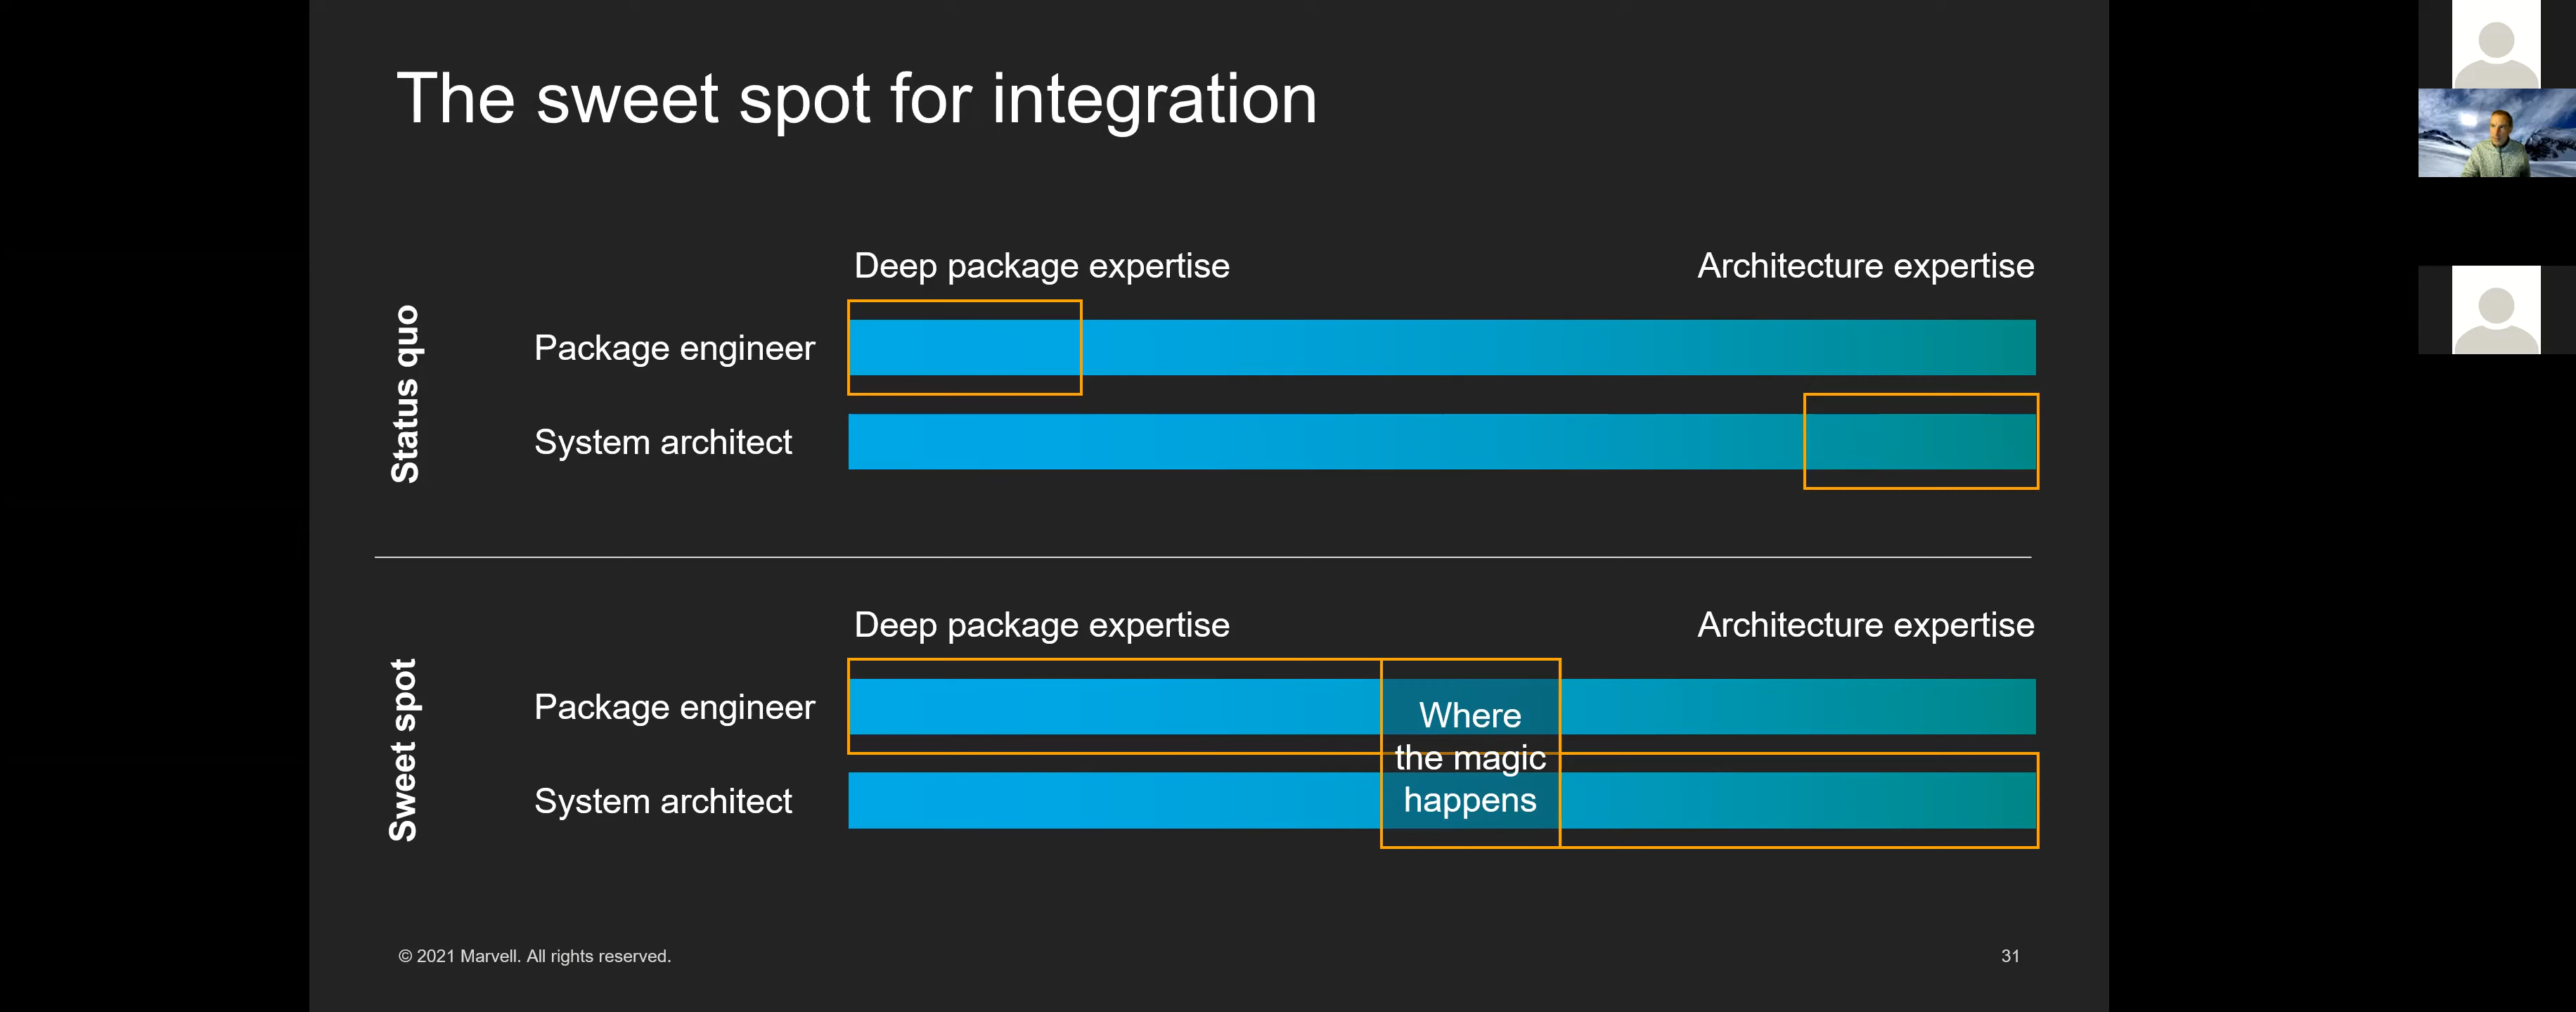 The sweet spot for integration
Status quo
Deep package expertise
Architecture expertise
Package engineer
System architect
Sweet spot
Deep package expertise
Architecture expertise
Package engineer
System architect
Where
the magic
happens
© 2021 Marvell. All rights reserved.
31